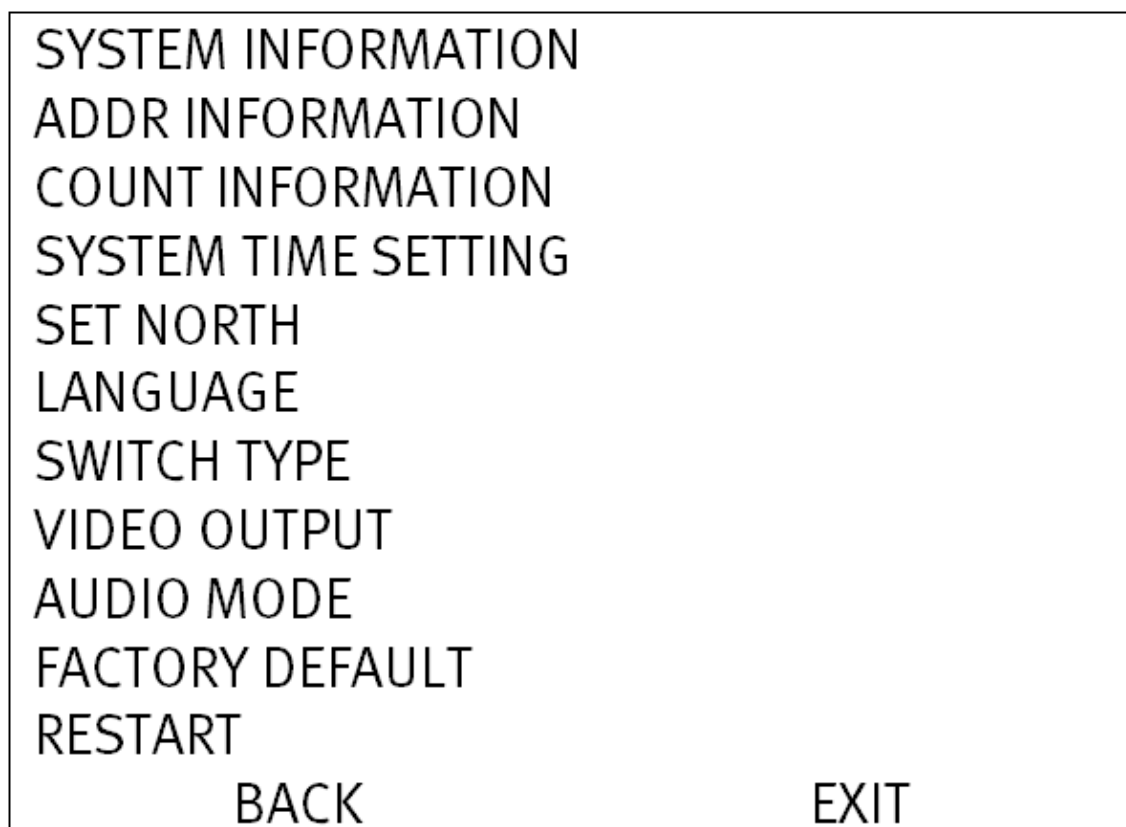 SYSTEM INFORMATION
ADDR INFORMATION
COUNT INFORMATION
SYSTEM TIME SETTING
SET NORTH
LANGUAGE
SWITCH TYPE
VIDEO OUTPUT
AUDIO MODE
FACTORY DEFAULT
RESTART
BACK EXIT